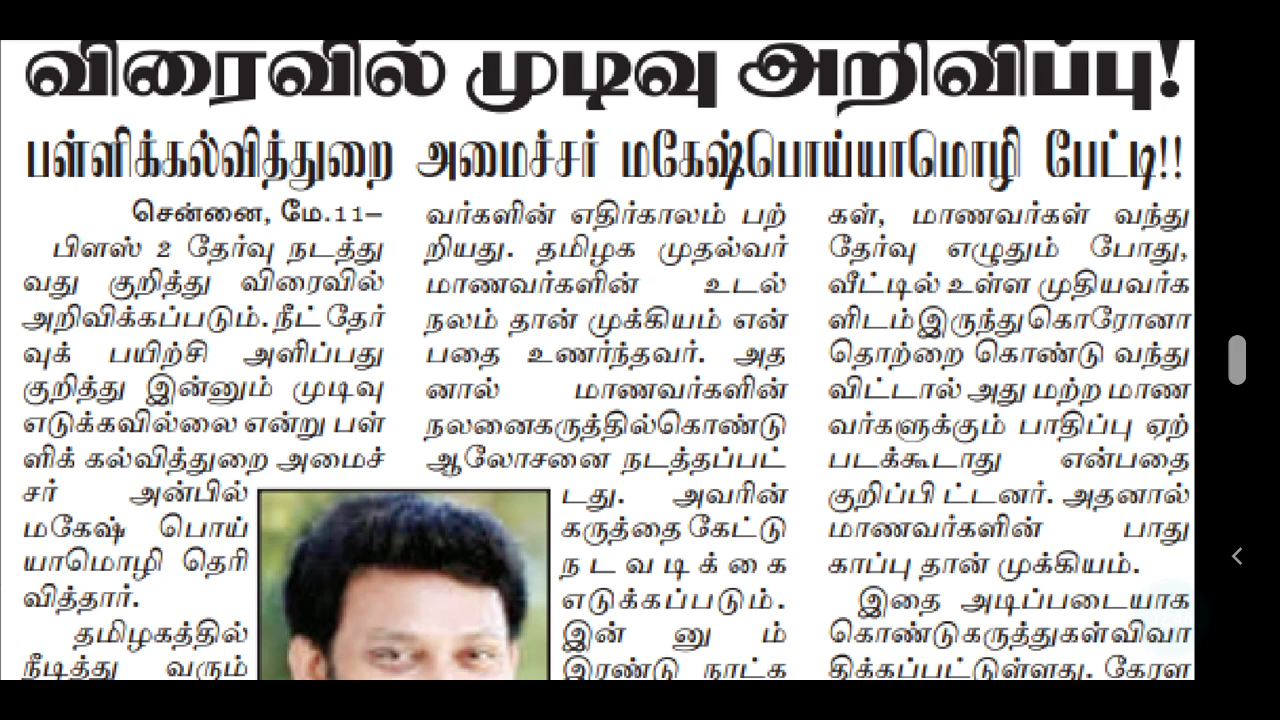 விரைவில் முடிவு அறிவிப்பு!
பள்ளிக்கல்வித்துறை அமைச்சர் மகேஷ்பொய்யாமொழி பேட்டி!!
சென்னை, மே.11–
பிளஸ் 2 தேர்வு நடத்து
வது குறித்து விரைவில்
அறிவிக்கப்படும். நீட் தேர்
வுக் பயிற்சி அளிப்பது
குறித்து இன்னும் முடிவு
எடுக்கவில்லை என்று பள்
ளிக் கல்வித்துறை அமைச்
சர் அன்பில்
மகேஷ் பொய்
யாமொழி தெரி
வித்தார்.
தமிழகத்தில்
நீடித்து வரும்
வர்களின் எதிர்காலம் பற்
றியது. தமிழக முதல்வர்
மாணவர்களின் உடல்
நலம் தான் முக்கியம் என்
பதை உணர்ந்தவர். அத
னால் மாணவர்களின்
நலனைகருத்தில்கொண்டு
ஆலோசனை நடத்தப்பட்
டது. அவரின்
கருத்தை கேட்டு
ந ட வ டி க் கை
எடுக்கப்படும்.
இன் னு ம்
இரண்டு நாட்க
கள், மாணவர்கள் வந்து
தேர்வு எழுதும் போது,
வீட்டில் உள்ள முதியவர்க
ளிடம்இருந்துகொரோனா
தொற்றை கொண்டு வந்து
விட்டால் அது மற்ற மாண
வர்களுக்கும் பாதிப்பு ஏற்
படக்கூடாது என்பதை
குறிப்பி ட்டனர். அதனால்
மாணவர்களின் பாது
காப்பு தான் முக்கியம்.
இதை அடிப்படையாக
கொண்டுகருத்துகள்விவா
திக்கப்பட்டுள்ளது. கேரள